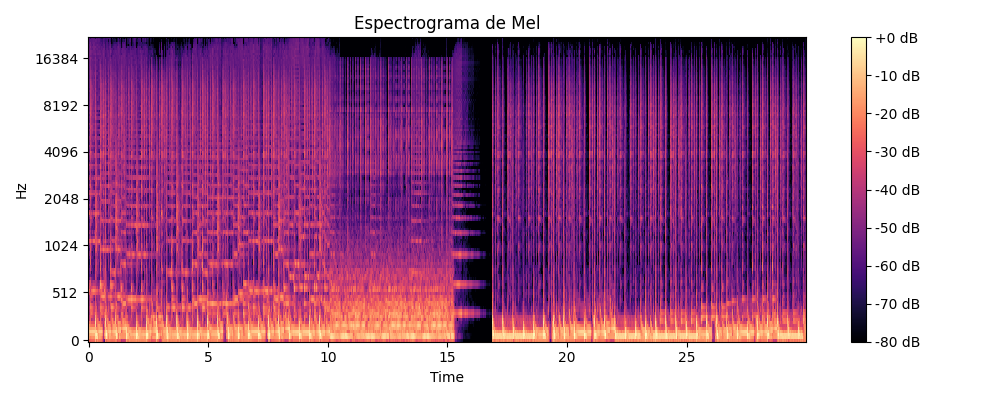 Espectrograma de Mel
Hz
16384
8192
4096
2048
1024
512
0
0 5 10 15 20 25
Time
+0 dB
-10 dB
-20 dB
-30 dB
-40 dB
-50 dB
-60 dB
-70 dB
-80 dB